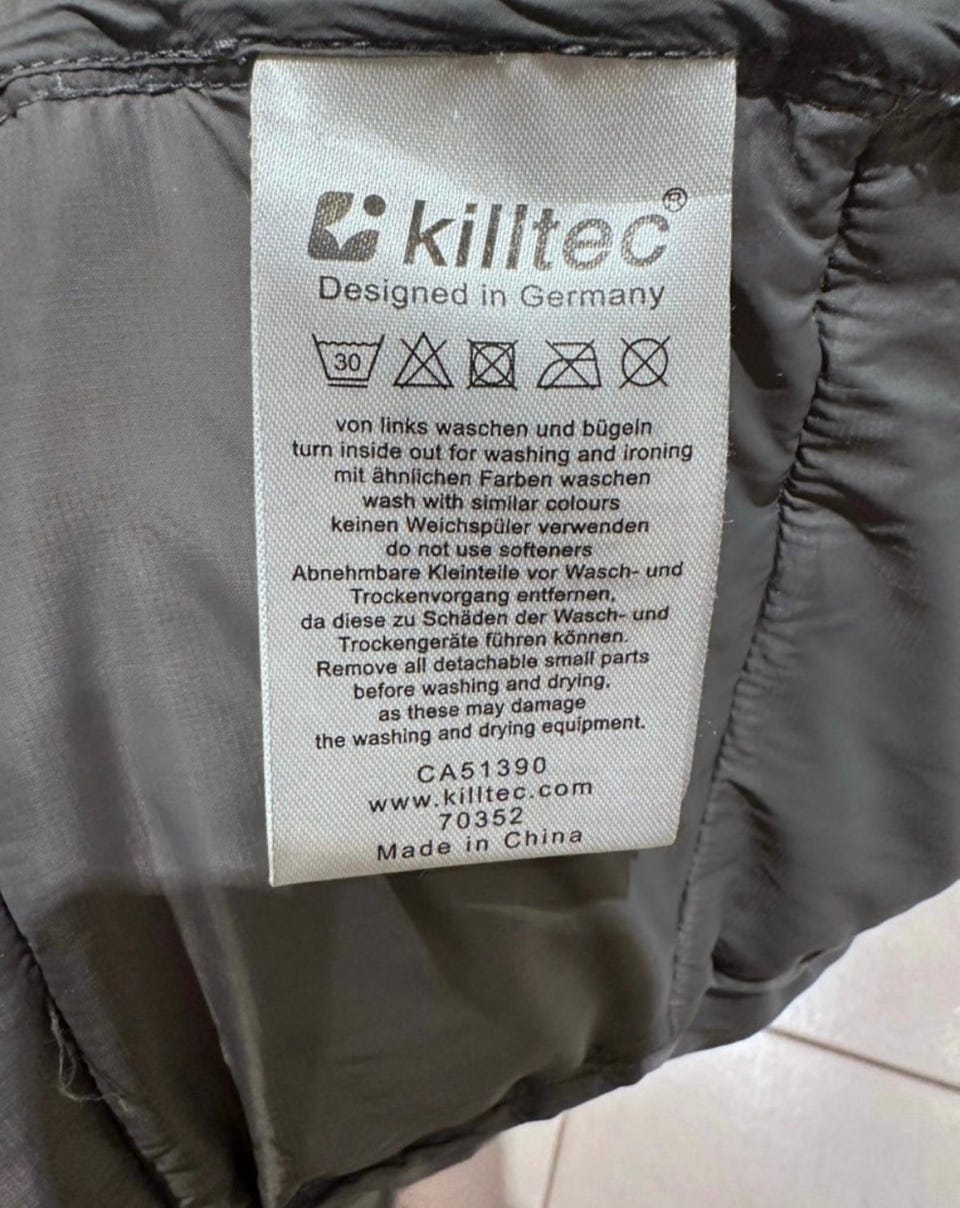 killtec®
Designed in Germany
30
von links waschen und bügeln
turn inside out for washing and ironing
mit ähnlichen Farben waschen
wash with similar colours
keinen Weichspüler verwenden
do not use softeners
Abnehmbare Kleinteile vor Wasch- und
Trockenvorgang entfernen,
da diese zu Schäden der Wasch- und
Trockengeräte führen können.
Remove all detachable small parts
before washing and drying,
as these may damage
the washing and drying equipment.
CA51390
www.killtec.com
70352
Made in China